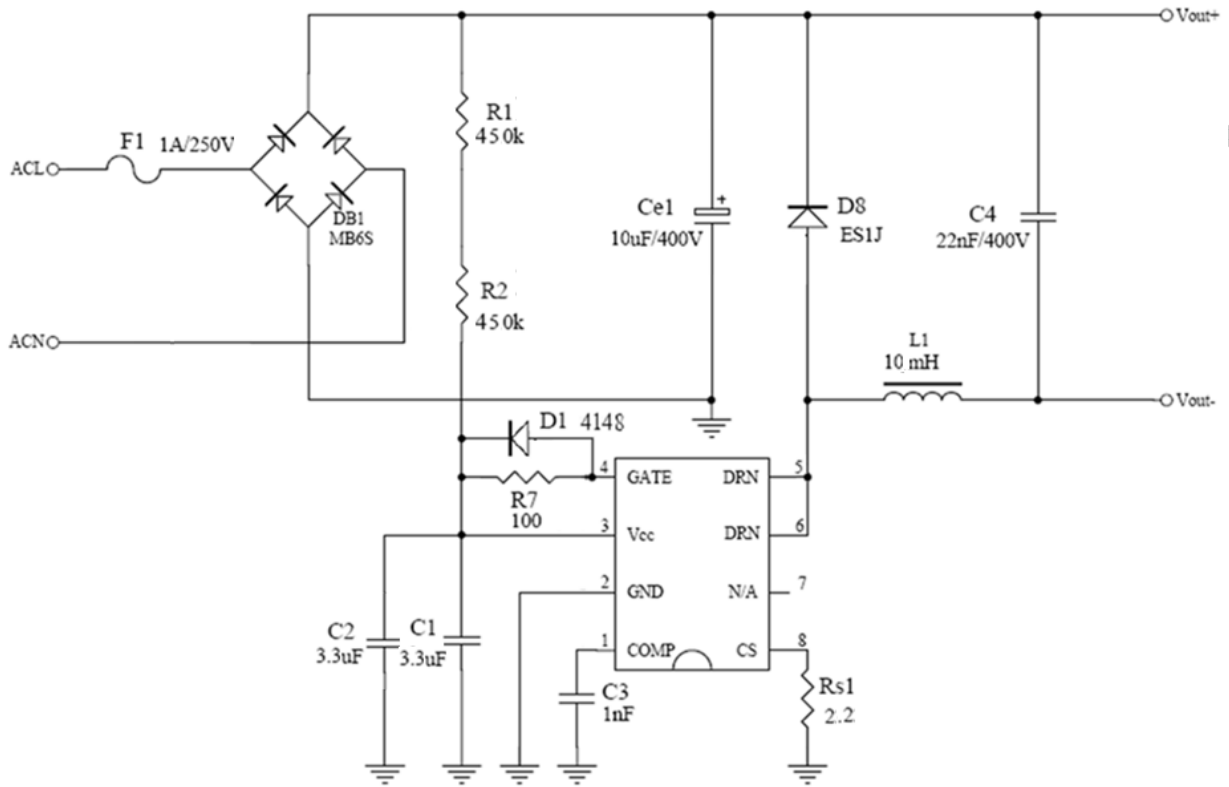 Vout+
R1
450k
F1
1A/250V
ACL
DB1
MB6S
Ce1
+
10uF/400V
D8
ES1J
C4
22nF/400V
R2
450k
ACN
L1
10 mH
Vout-
D1 4148
4
GATE
DRN
5
R7
100
3
Vcc
DRN
6
2
GND
N/A
7
C2
3.3uF
C1
3.3uF
1
COMP
CS
8
C3
1nF
Rs1
2.2